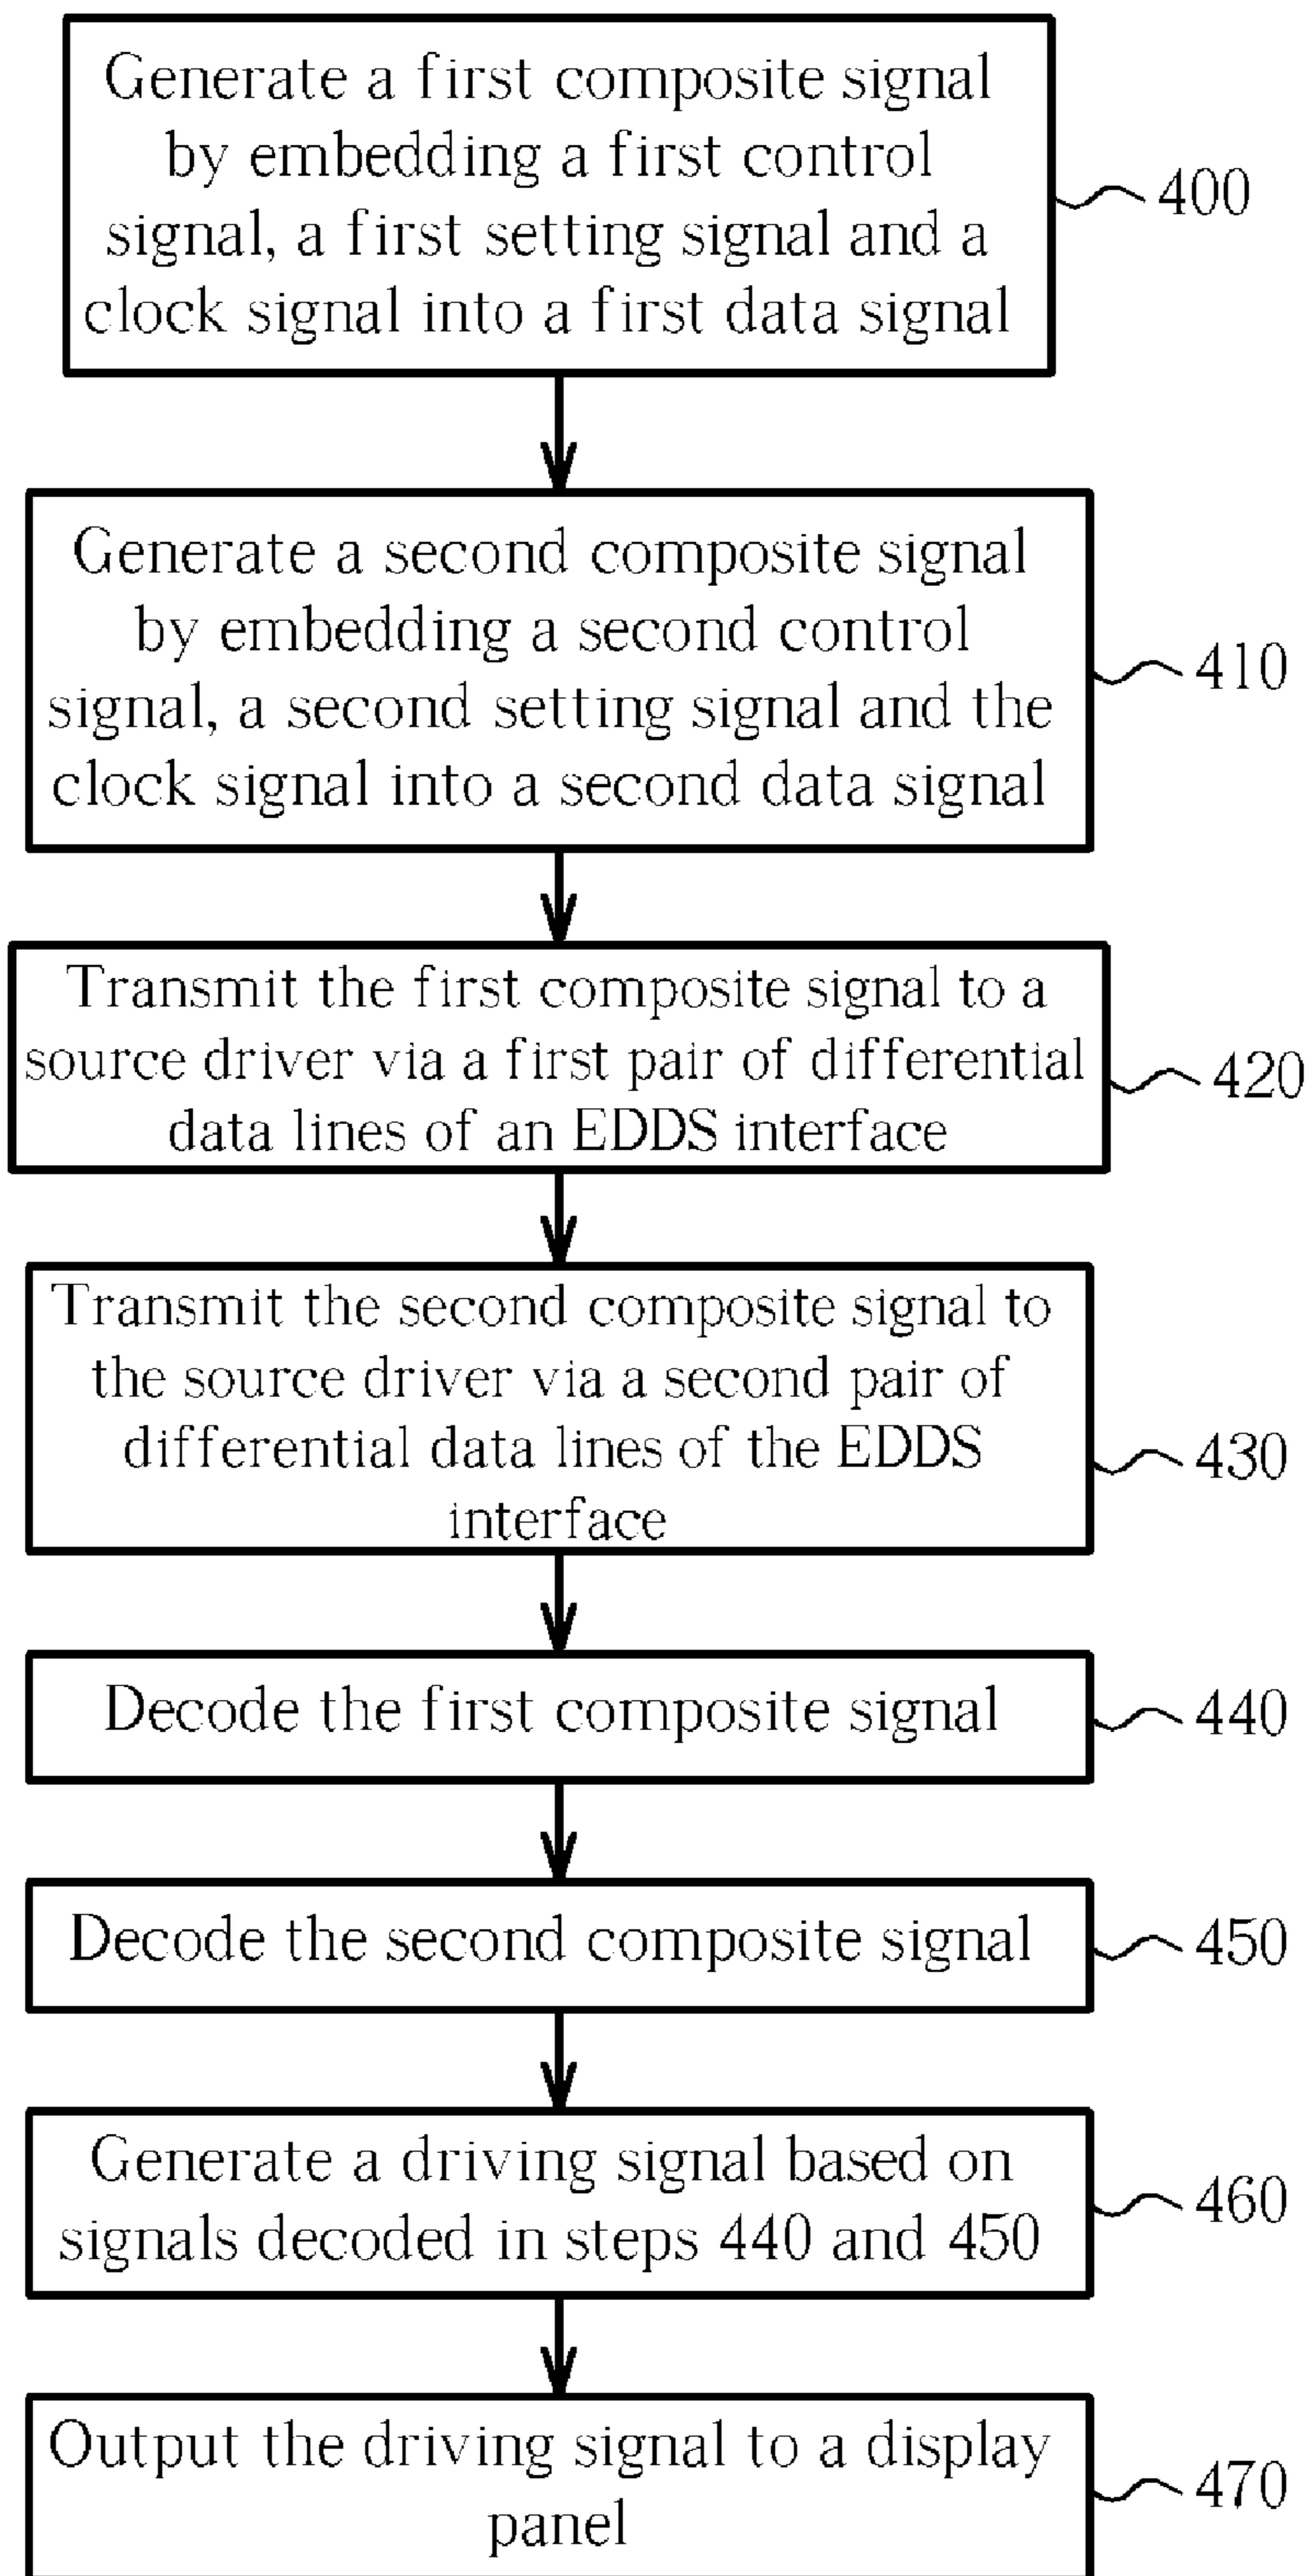 Generate a first composite signal
by embedding a first control
signal, a first setting signal and a
clock signal into a first data signal
400
Generate a second composite signal
by embedding a second control
signal, a second setting signal and the
clock signal into a second data signal
410
Transmit the first composite signal to a
source driver via a first pair of differential
data lines of an EDDS interface
420
Transmit the second composite signal to
the source driver via a second pair of
differential data lines of the EDDS
interface
430
Decode the first composite signal
440
Decode the second composite signal
450
Generate a driving signal based on
signals decoded in steps 440 and 450
460
Output the driving signal to a display
panel
470